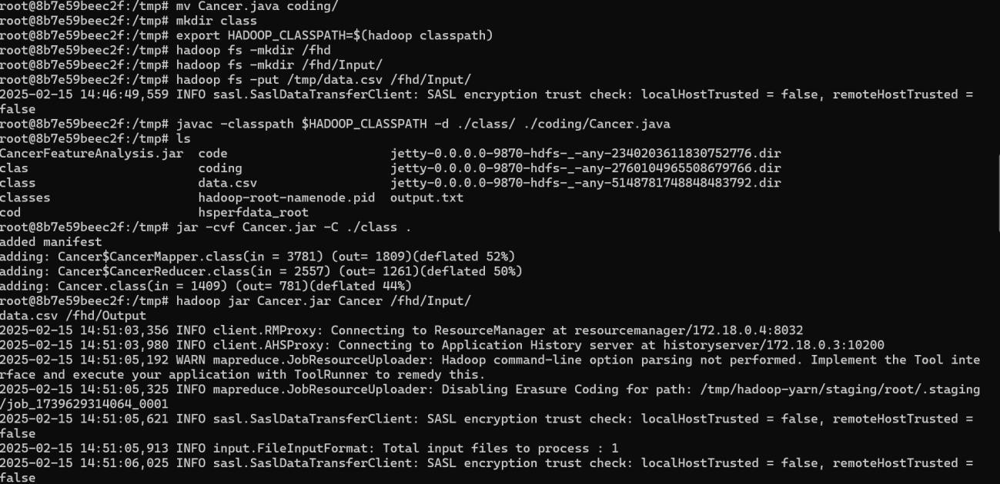 root@8b7e59beec2f:/tmp# mv Cancer.java coding/
root@8b7e59beec2f:/tmp# mkdir class
root@8b7e59beec2f:/tmp# export HADOOP_CLASSPATH=$(hadoop classpath)
root@8b7e59beec2f:/tmp# hadoop fs -mkdir /fhd
root@8b7e59beec2f:/tmp# hadoop fs -mkdir /fhd/Input/
root@8b7e59beec2f:/tmp# hadoop fs -put /tmp/data.csv /fhd/Input/
2025-02-15 14:46:49,559 INFO sasl.SaslDataTransferClient: SASL encryption trust check: localHostTrusted = false, remoteHostTrusted =
false
root@8b7e59beec2f:/tmp# javac -classpath $HADOOP_CLASSPATH -d ./class/ ./coding/Cancer.java
root@8b7e59beec2f:/tmp# ls
CancerFeatureAnalysis.jar  code                     jetty-0.0.0.0-9870-hdfs-_-any-2340203611830752776.dir
clas                       coding                   jetty-0.0.0.0-9870-hdfs-_-any-2760104965508679766.dir
class                      data.csv                 jetty-0.0.0.0-9870-hdfs-_-any-5148781748848483792.dir
classes                    hadoop-root-namenode.pid  output.txt
cod                        hsperfdata_root
root@8b7e59beec2f:/tmp# jar -cvf Cancer.jar -C ./class .
added manifest
adding: Cancer$CancerMapper.class(in = 3781) (out= 1809)(deflated 52%)
adding: Cancer$CancerReducer.class(in = 2557) (out= 1261)(deflated 50%)
adding: Cancer.class(in = 1409) (out= 781)(deflated 44%)
root@8b7e59beec2f:/tmp# hadoop jar Cancer.jar Cancer /fhd/Input/
data.csv /fhd/Output
2025-02-15 14:51:03,356 INFO client.RMProxy: Connecting to ResourceManager at resourcemanager/172.18.0.4:8032
2025-02-15 14:51:03,980 INFO client.AHSProxy: Connecting to Application History server at historyserver/172.18.0.3:10200
2025-02-15 14:51:05,192 WARN mapreduce.JobResourceUploader: Hadoop command-line option parsing not performed. Implement the Tool inte
rface and execute your application with ToolRunner to remedy this.
2025-02-15 14:51:05,325 INFO mapreduce.JobResourceUploader: Disabling Erasure Coding for path: /tmp/hadoop-yarn/staging/root/.staging
/job_1739629314064_0001
2025-02-15 14:51:05,621 INFO sasl.SaslDataTransferClient: SASL encryption trust check: localHostTrusted = false, remoteHostTrusted =
false
2025-02-15 14:51:05,913 INFO input.FileInputFormat: Total input files to process : 1
2025-02-15 14:51:06,025 INFO sasl.SaslDataTransferClient: SASL encryption trust check: localHostTrusted = false, remoteHostTrusted =
false